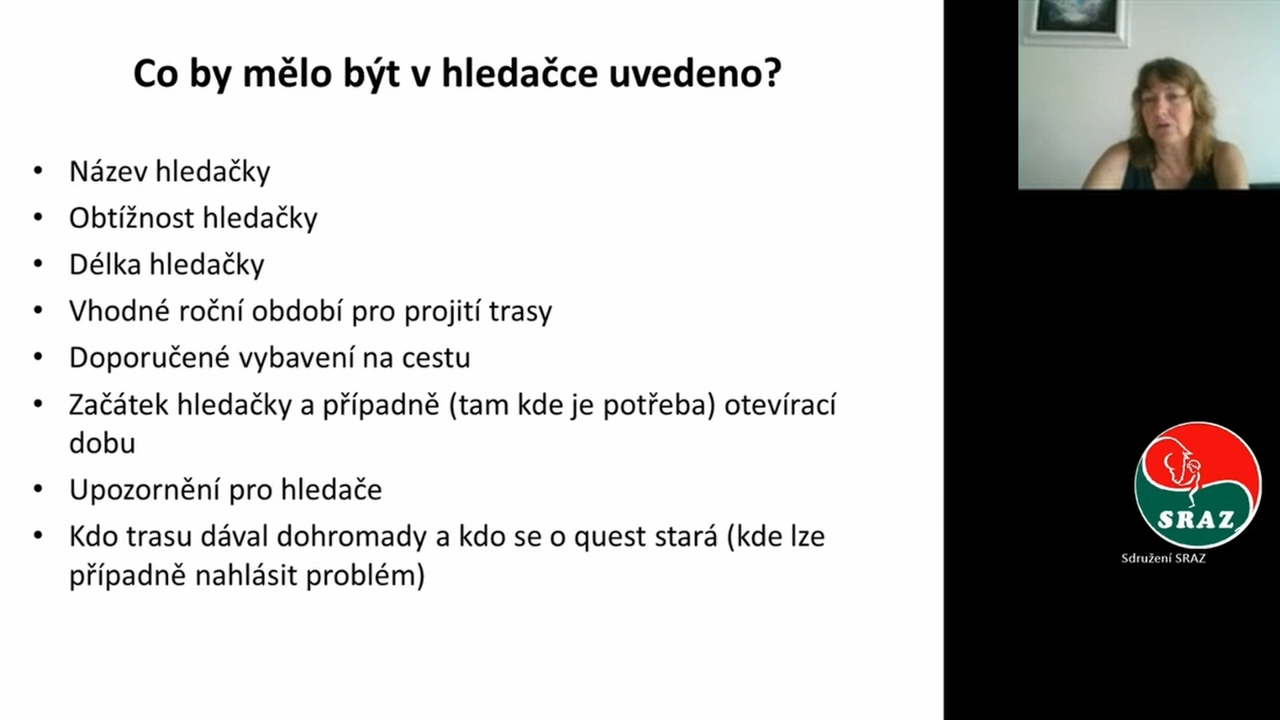 Co by mělo být v hledačce uvedeno?
• Název hledačky
• Obtížnost hledačky
• Délka hledačky
• Vhodné roční období pro projití trasy
• Doporučené vybavení na cestu
• Začátek hledačky a případně (tam kde je potřeba) otevírací
dobu
• Upozornění pro hledače
• Kdo trasu dával dohromady a kdo se o quest stará (kde lze
případně nahlásit problém)
SRAZ
Sdružení SRAZ